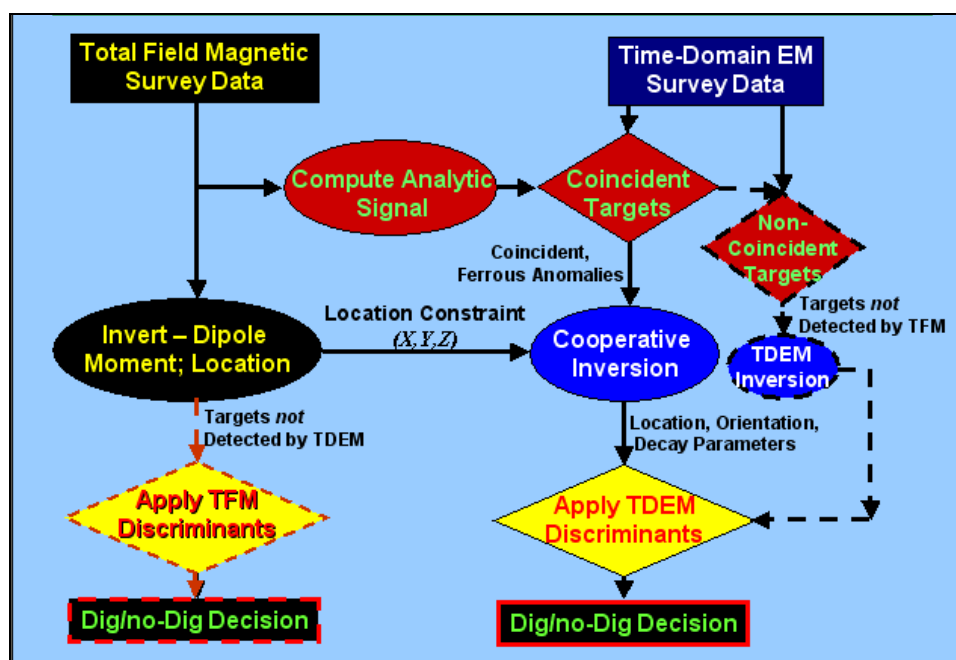 Total Field Magnetic
Survey Data
Time-Domain EM
Survey Data
Compute Analytic
Signal
Coincident
Targets
Non-
Coincident
Targets
Coincident,
Ferrous Anomalies
Targets not
Detected by TFM
Location Constraint
(X,Y,Z)
Invert – Dipole
Moment; Location
Cooperative
Inversion
TDEM
Inversion
Targets not
Detected by TDEM
Location, Orientation,
Decay Parameters
Apply TFM
Discriminants
Apply TDEM
Discriminants
Dig/no-Dig Decision
Dig/no-Dig Decision